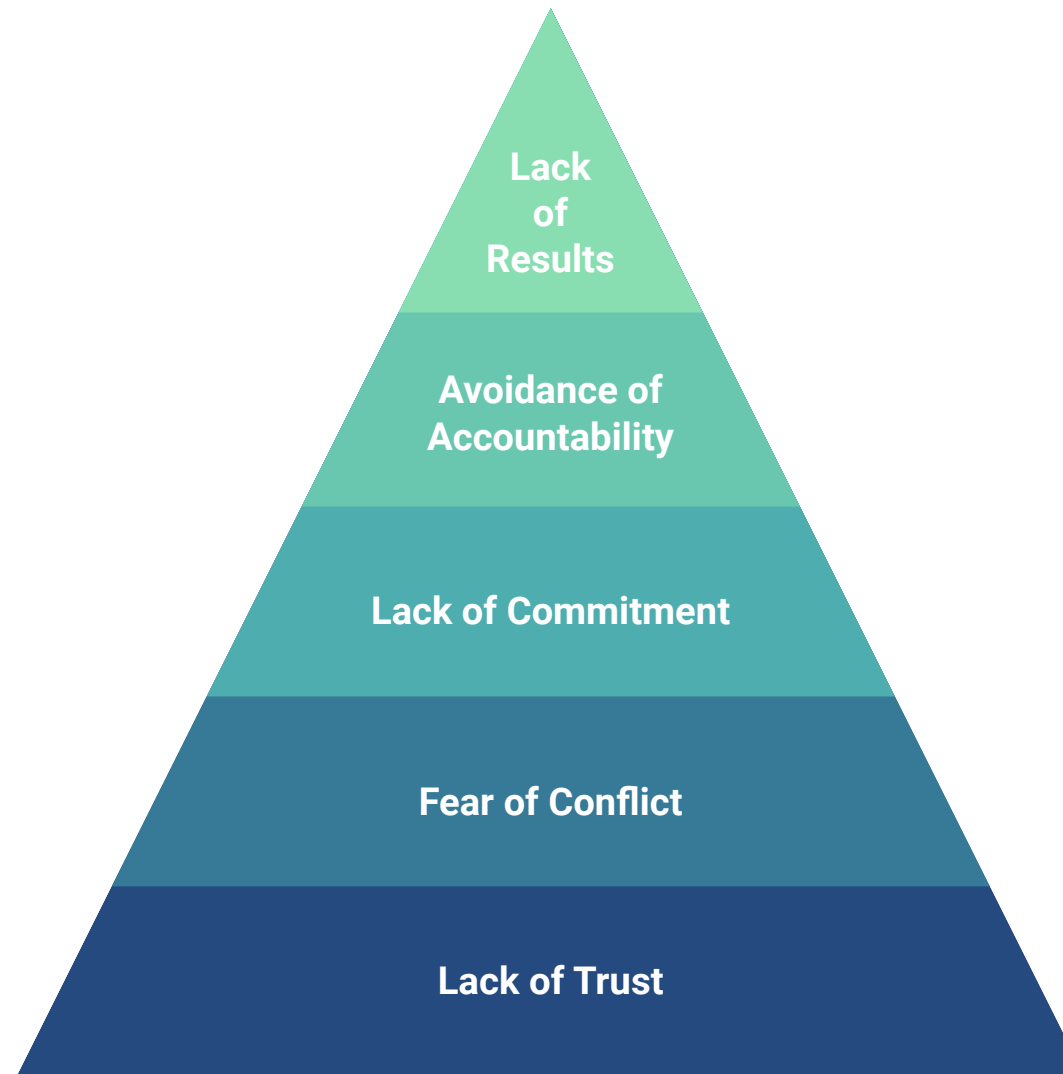 Lack
of
Results
Avoidance of
Accountability
Lack of Commitment
Fear of Conflict
Lack of Trust